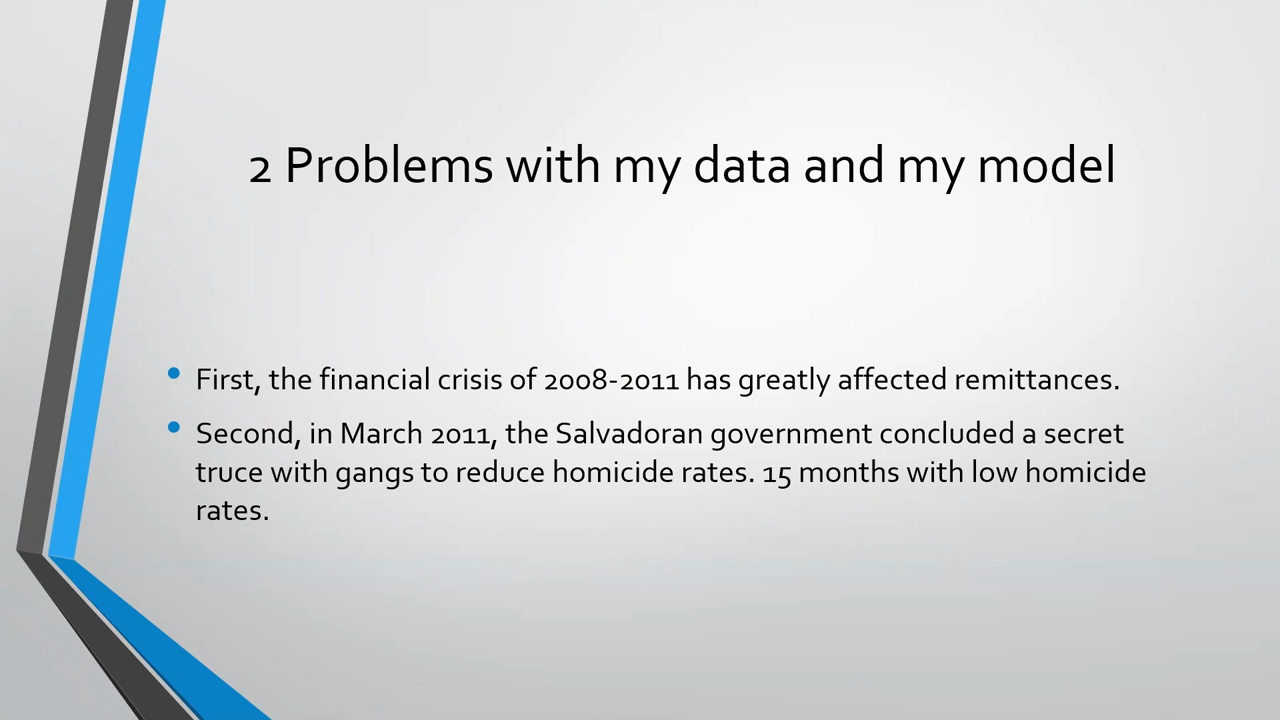 2 Problems with my data and my model
• First, the financial crisis of 2008-2011 has greatly affected remittances.
• Second, in March 2011, the Salvadoran government concluded a secret
truce with gangs to reduce homicide rates. 15 months with low homicide
rates.